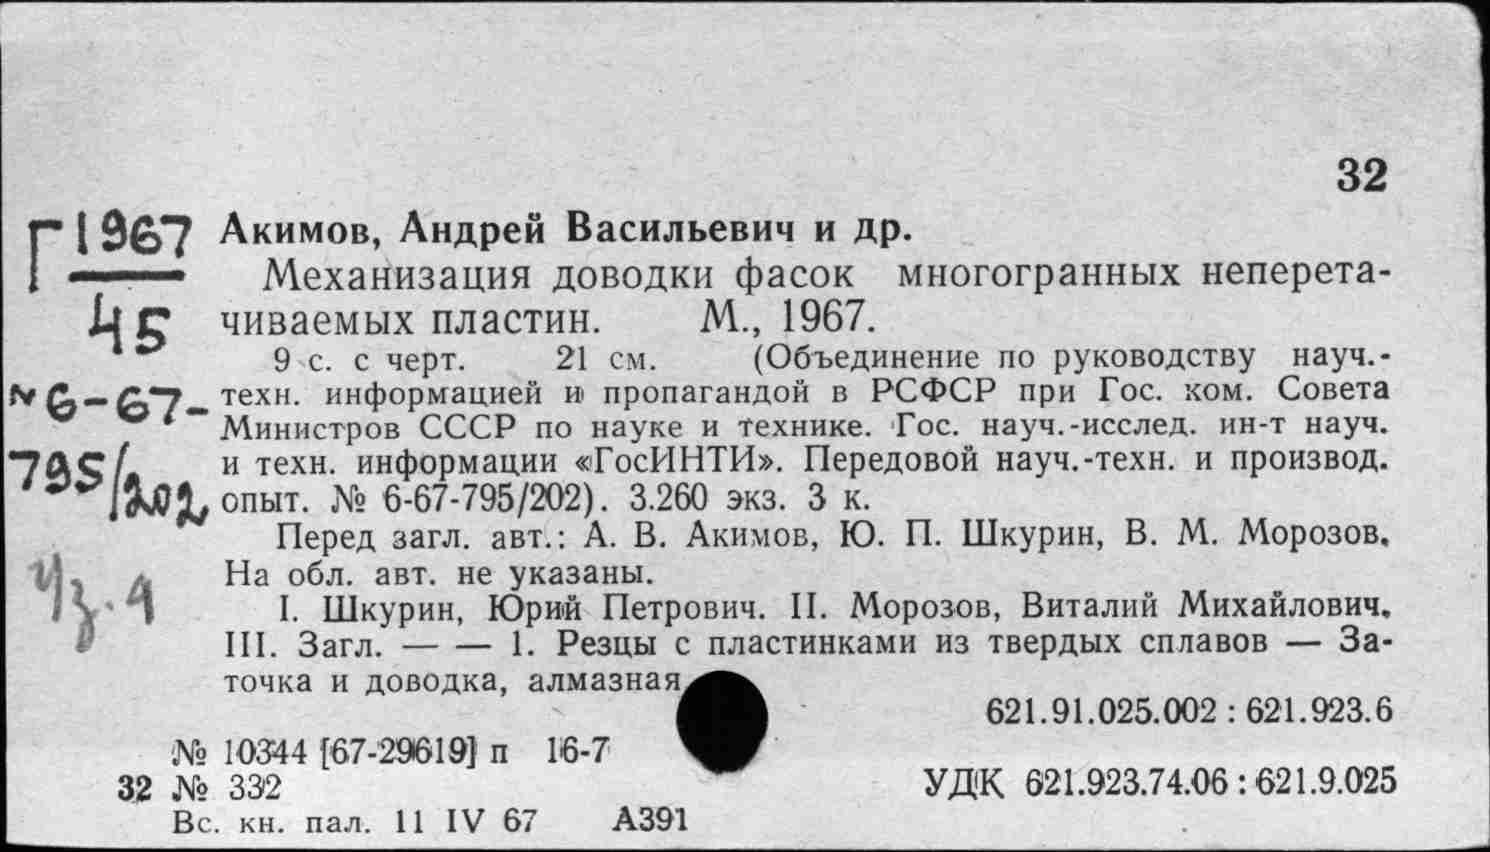 32
Г 1967
45
№ 6-67-
795/202
Акимов, Андрей Васильевич и др.
Механизация доводки фасок многогранных неперета-
чиваемых пластин. М., 1967.
9 с. с черт. 21 см. (Объединение по руководству науч.-
техн. информацией и пропагандой в РСФСР при Гос. ком. Совета
Министров СССР по науке и технике. Гос. науч.-исслед. ин-т науч.
и техн. информации «ГосИНТИ». Передовой науч.-техн. и производ.
опыт. № 6-67-795/202). 3.260 экз. 3 к.
Перед загл. авт.: А. В. Акимов, Ю. П. Шкурин, В. М. Морозов.
На обл. авт. не указаны.
I. Шкурин, Юрий Петрович. II. Морозов, Виталий Михайлович.
III. Загл. — — 1. Резцы с пластинками из твердых сплавов — За-
точка и доводка, алмазная
621.91.025.002 : 621.923.6
№ 10344 [67-29619] п 16-7
32 № 332
УДК 621.923.74.06 : 621.9.025
Вс. кн. пал. 11 IV 67 А391